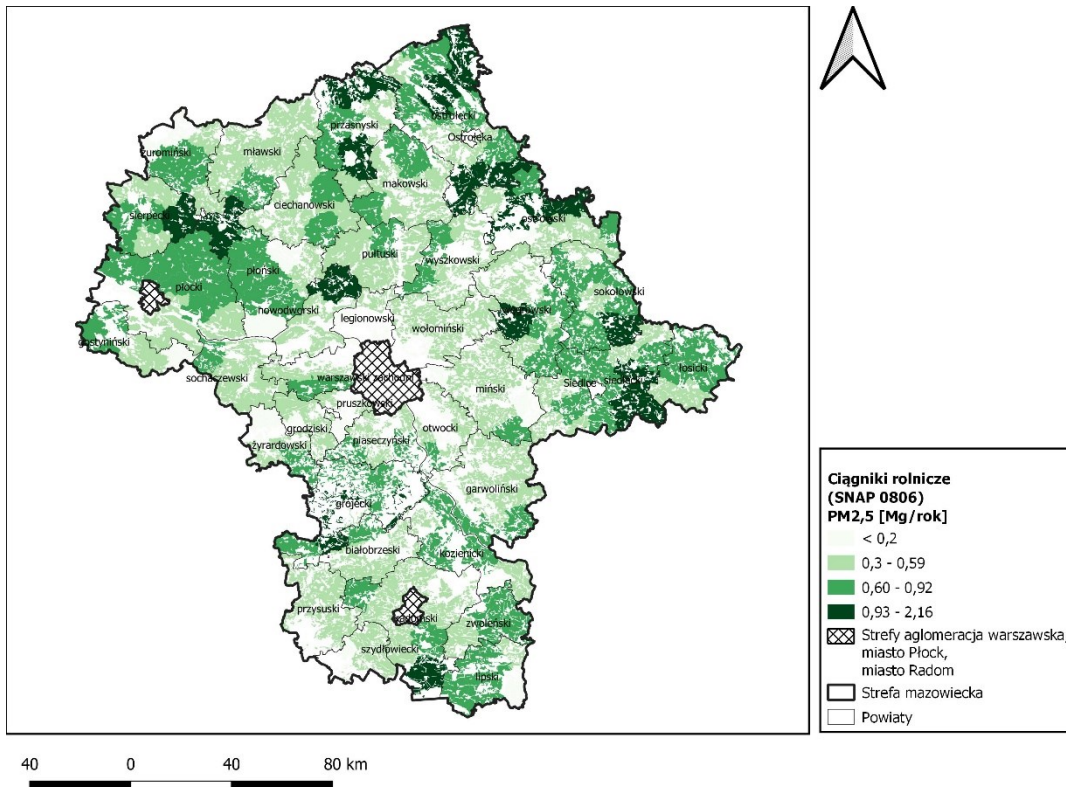 przasnyski
ostrołęcki
Ostrołęka
żuromiński
mławski
makowski
ciechanowski
sierpecki
ostrowski
pułtuski
wyszkowski
płoński
płocki
sokołowski
nowodworski
legionowski
wołomiński
węgrowski
gostyniński
łosicki
sochaczewski
warszawski zachodni
miński
Siedlce
siedlecki
pruszkowski
otwocki
grodziski
piaseczyński
żyrardowski
garwoliński
grójecki
białobrzeski
kozienicki
przysuski
radomski
zwoleński
szydłowiecki
lipski
Ciągniki rolnicze
(SNAP 0806)
PM2,5 [Mg/rok]
< 0,2
0,3 - 0,59
0,60 - 0,92
0,93 - 2,16
Strefy aglomeracja warszawska,
miasto Płock,
miasto Radom
Strefa mazowiecka
Powiaty
40 0 40 80 km